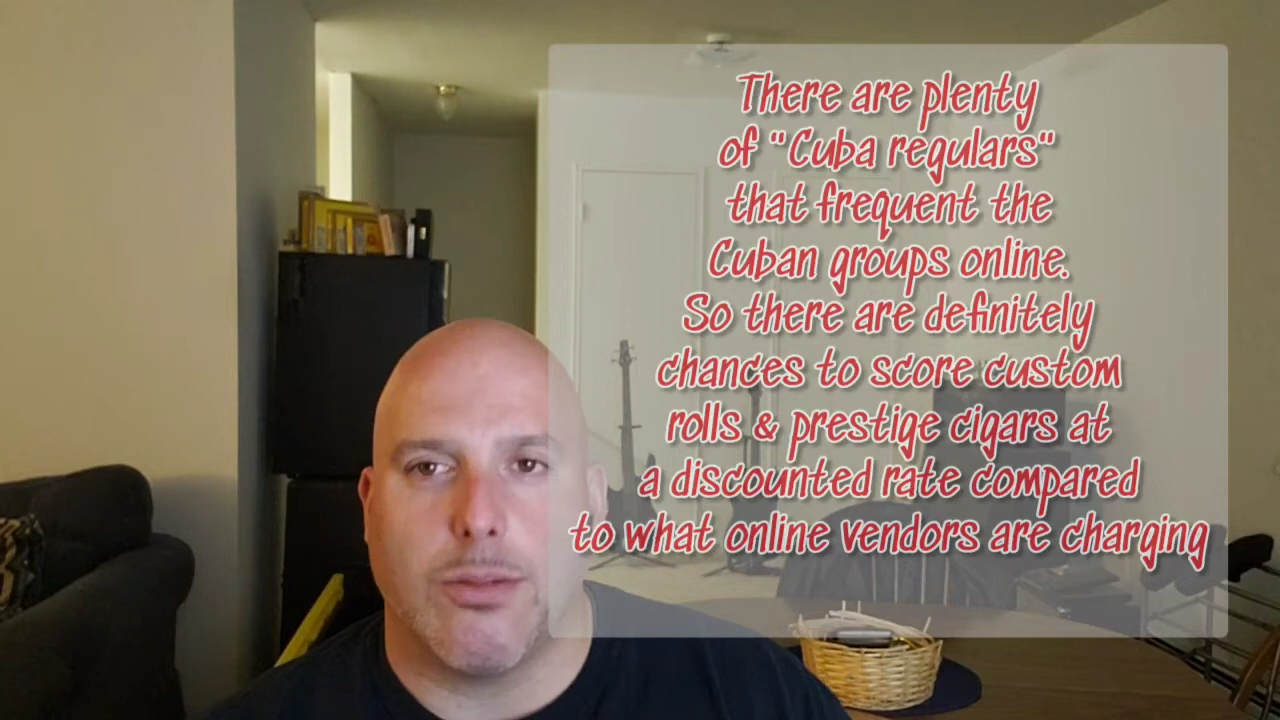 There are plenty
of "Cuba regulars"
that frequent the
Cuban groups online.
So there are definitely
chances to score custom
rolls & prestige cigars at
a discounted rate compared
to what online vendors are charging